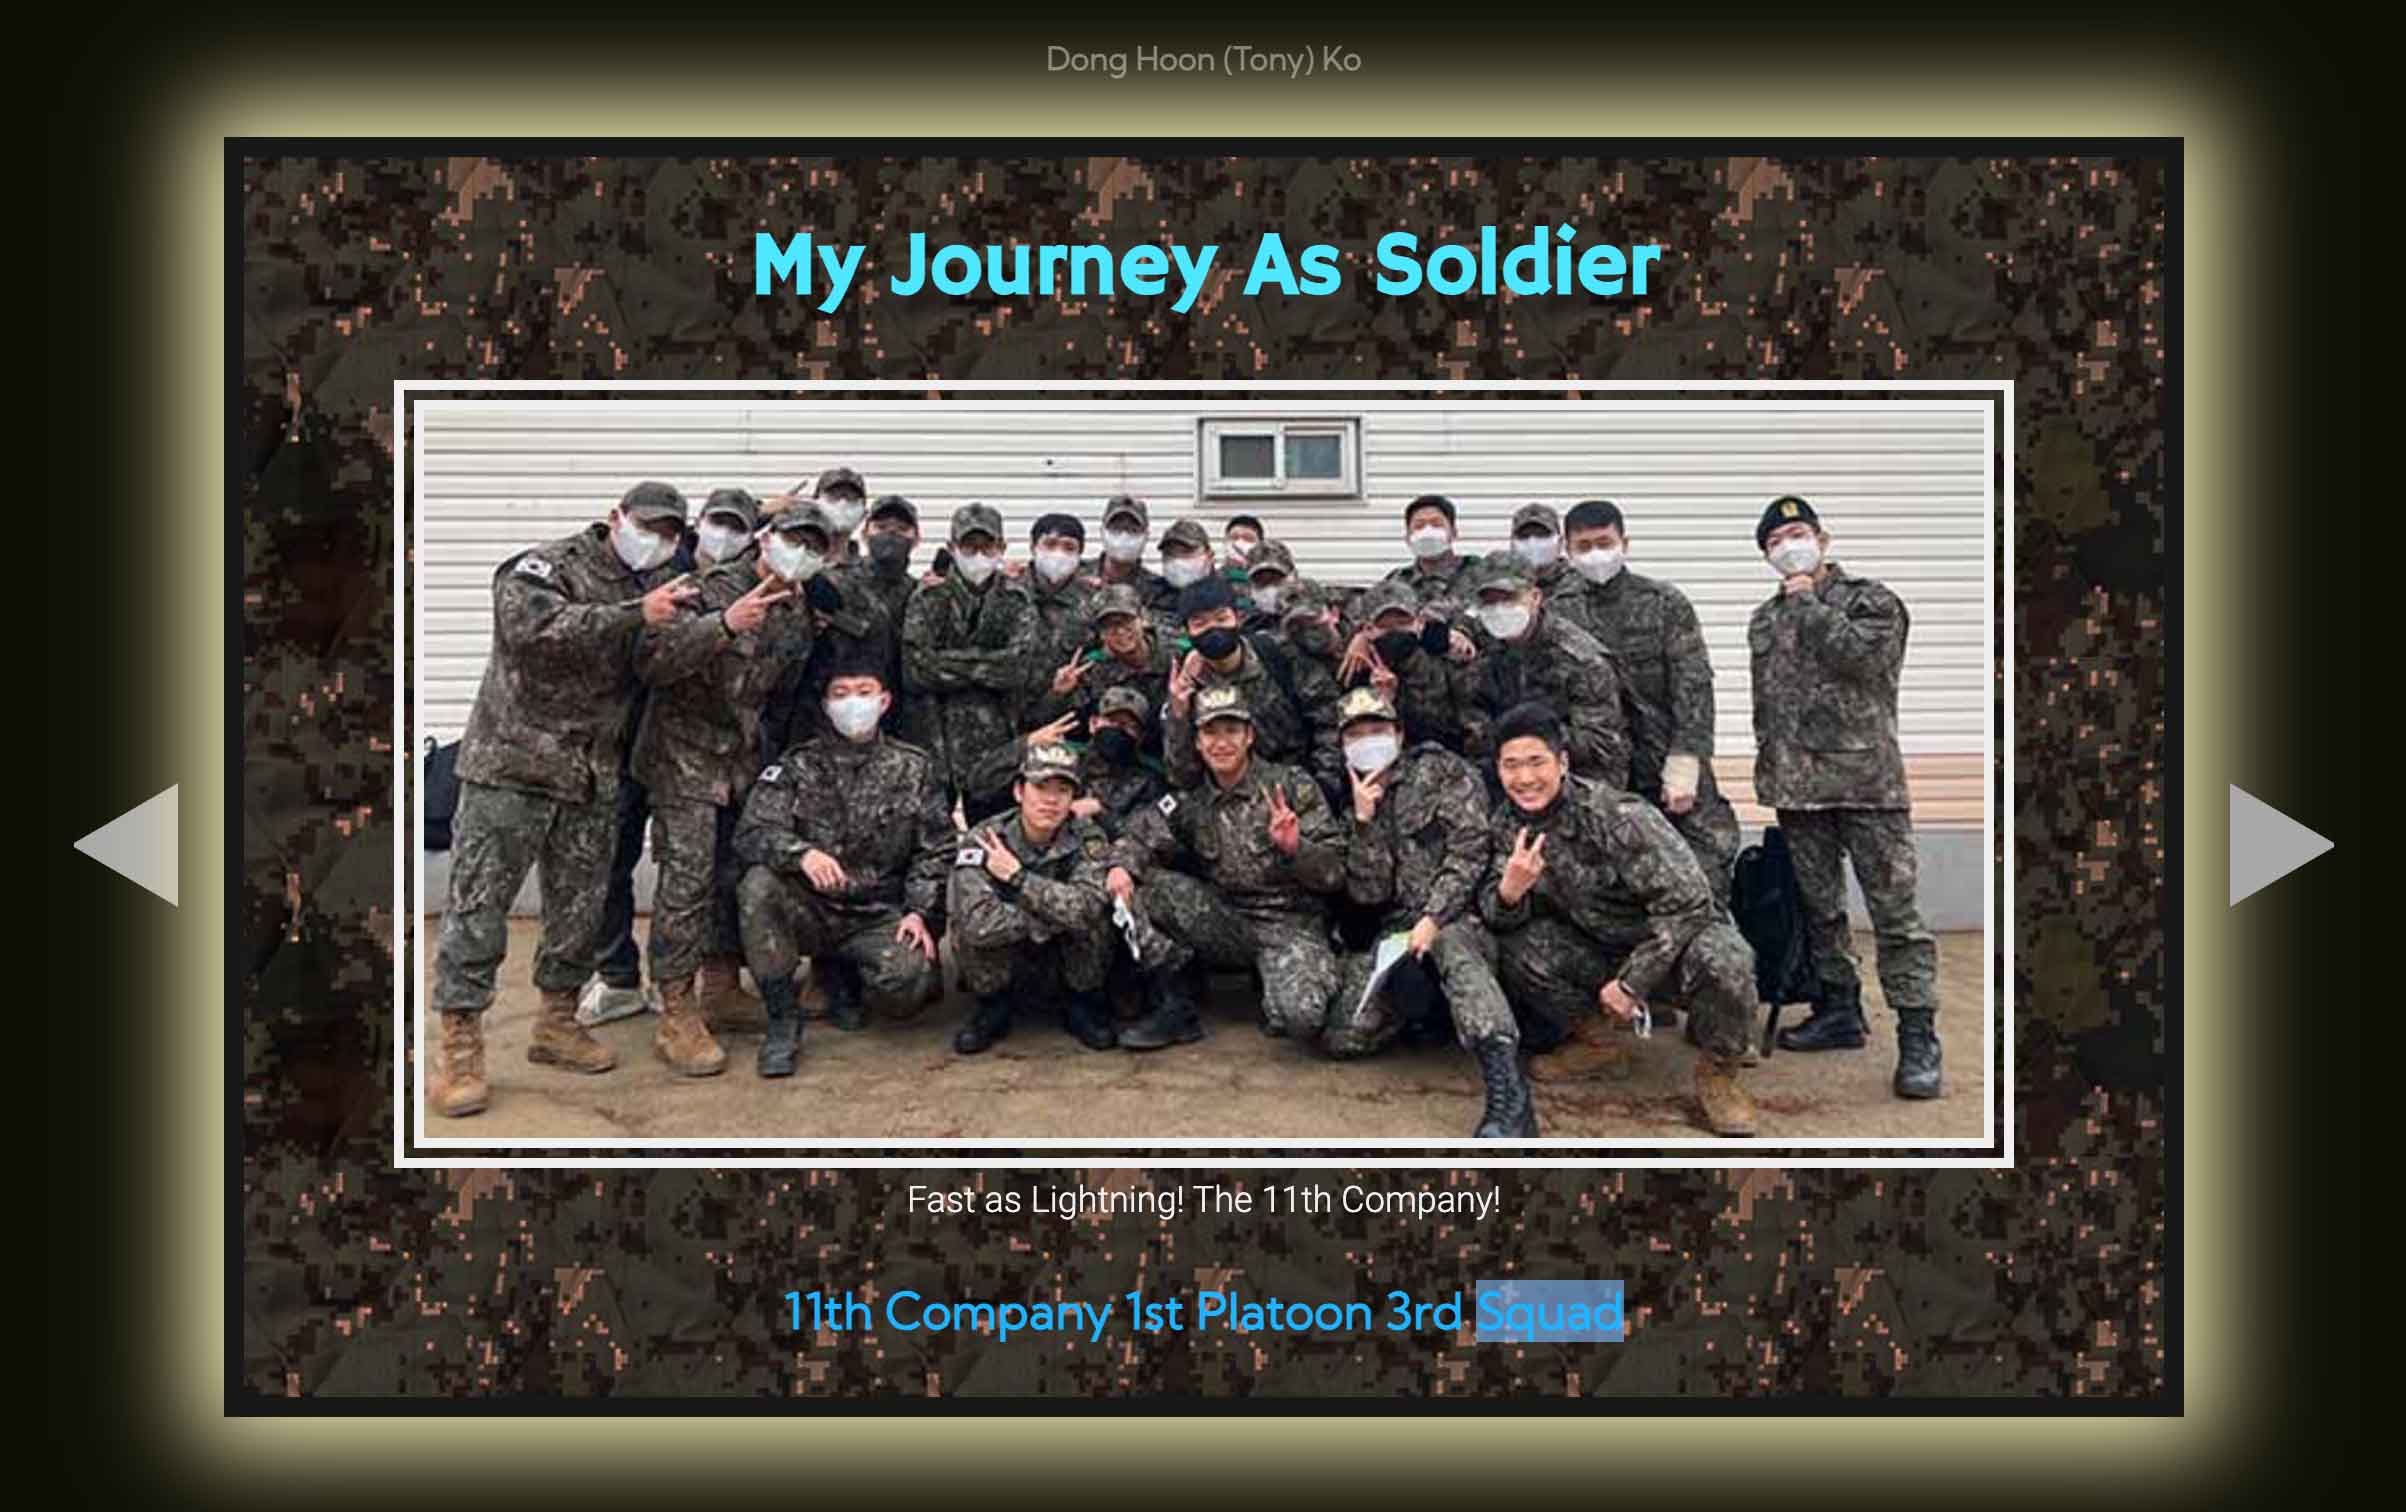 Dong Hoon (Tony) Ko
My Journey As Soldier
Fast as Lightning! The 11th Company!
11th Company 1st Platoon 3rd Squad